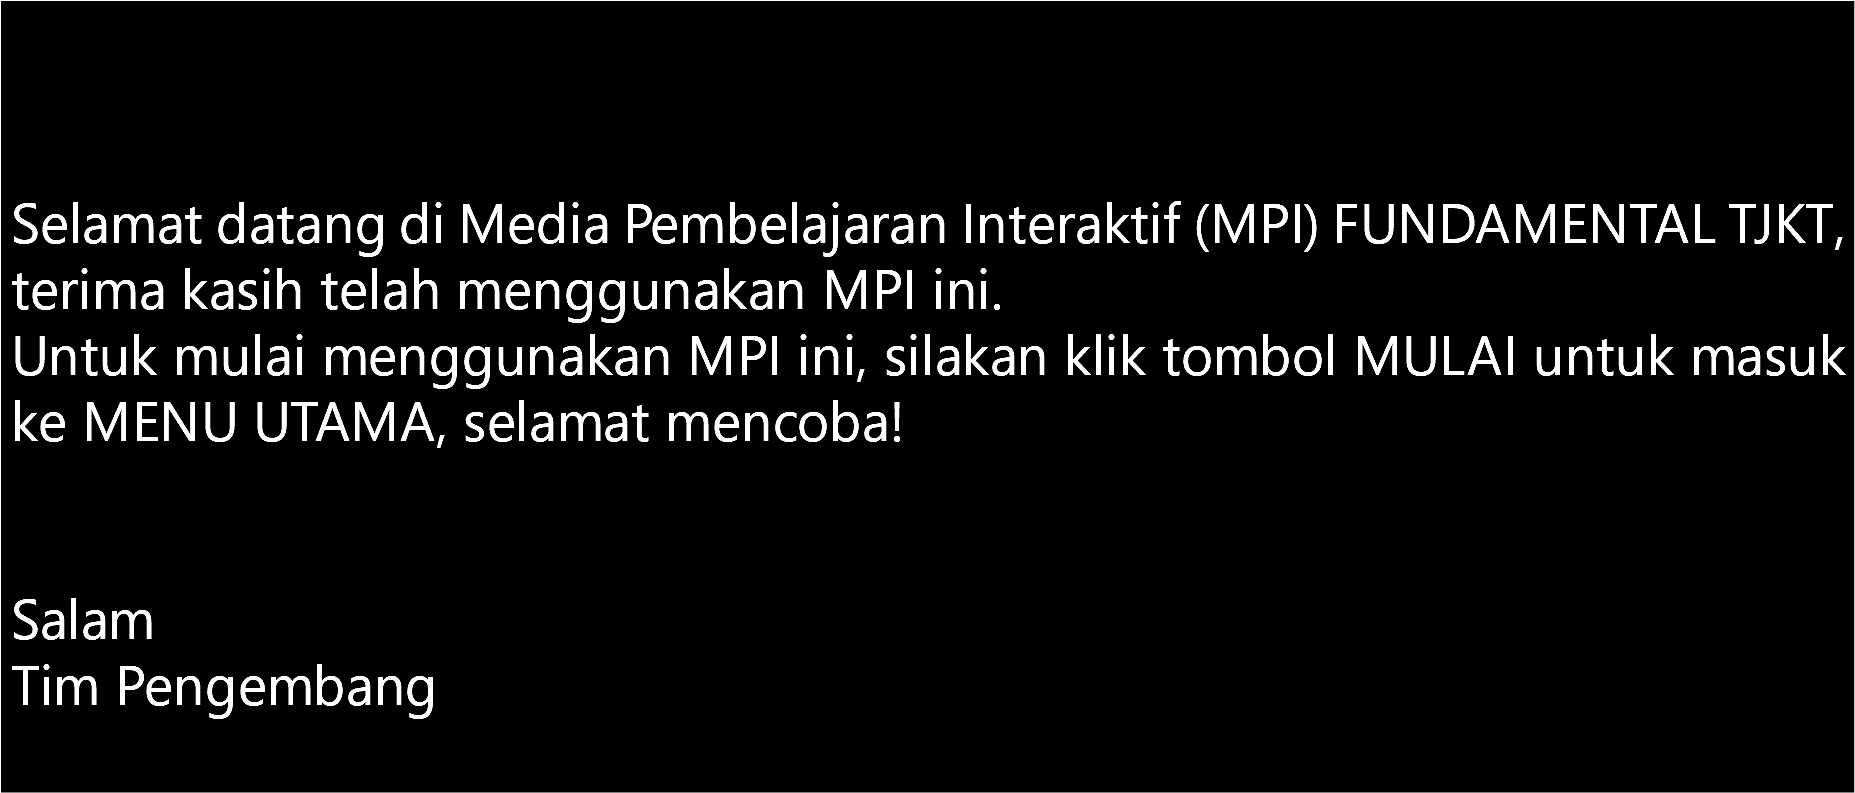 Selamat datang di Media Pembelajaran Interaktif (MPI) FUNDAMENTAL TJKT,
terima kasih telah menggunakan MPI ini.
Untuk mulai menggunakan MPI ini, silakan klik tombol MULAI untuk masuk
ke MENU UTAMA, selamat mencoba!
Salam
Tim Pengembang